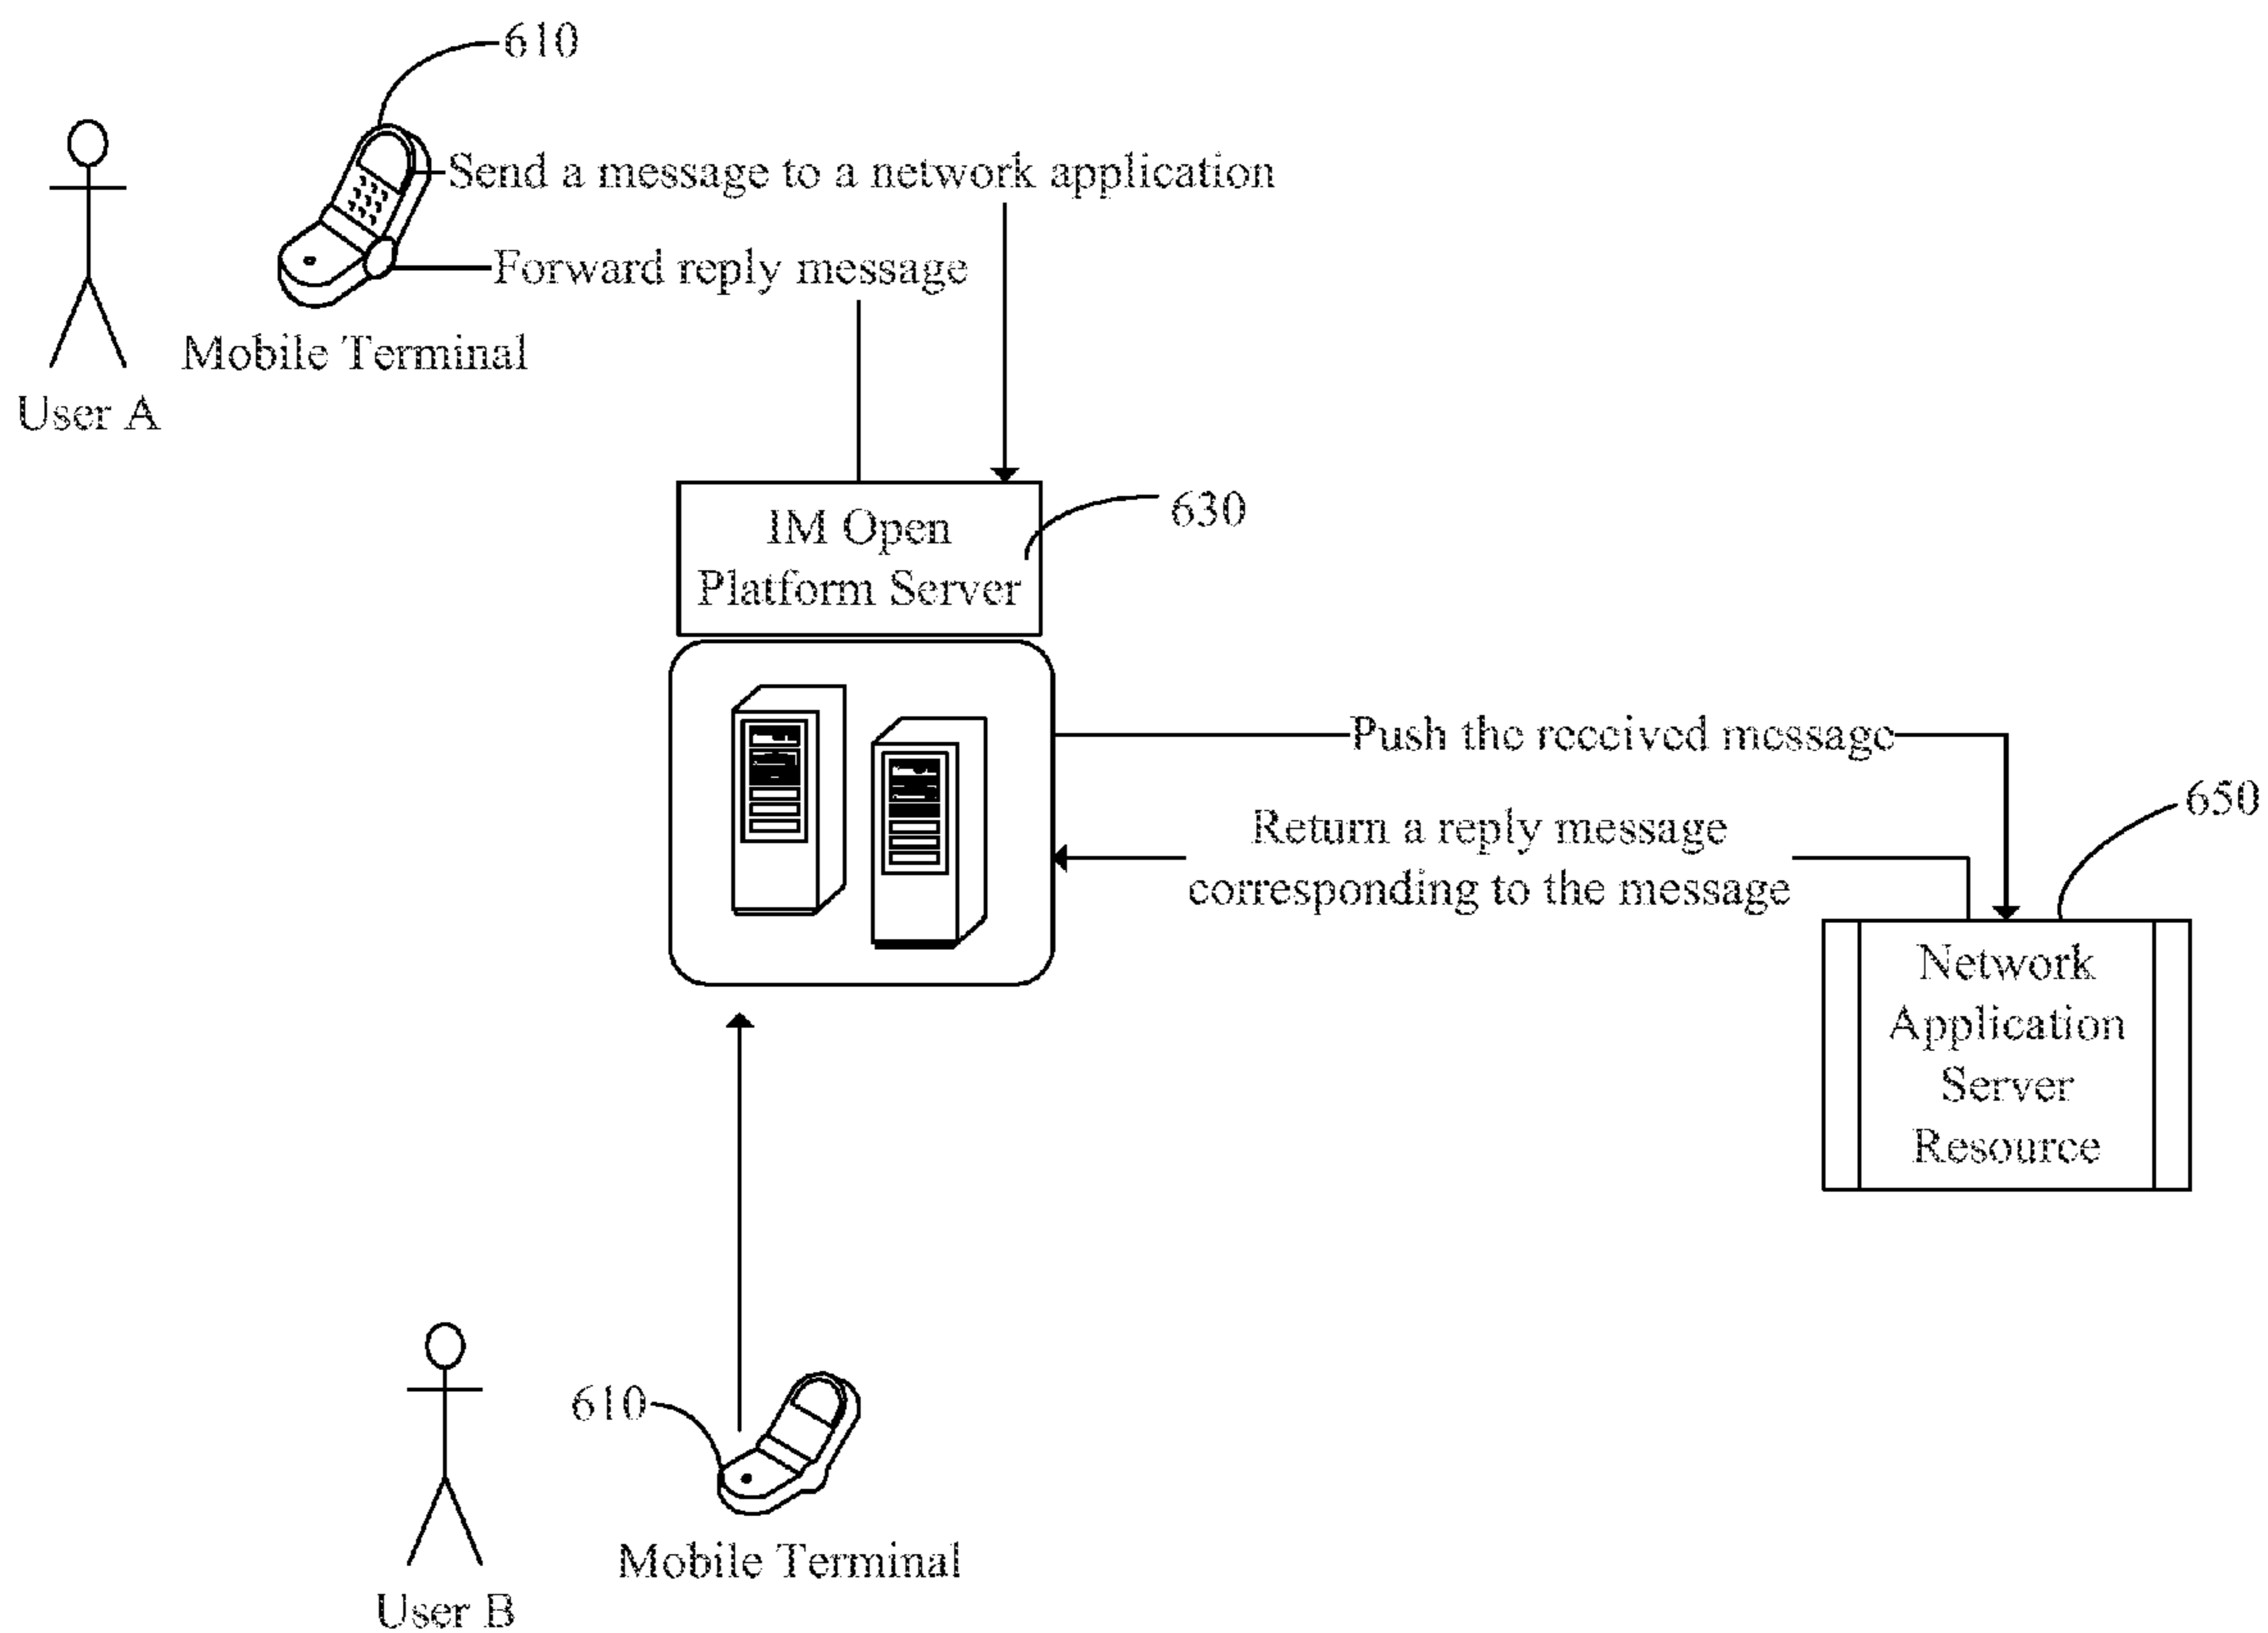 610
Send a message to a network application
Forward reply message
Mobile Terminal
User A
IM Open
Platform Server
630
Push the received message
Return a reply message
corresponding to the message
650
Network
Application
Server
Resource
610
Mobile Terminal
User B